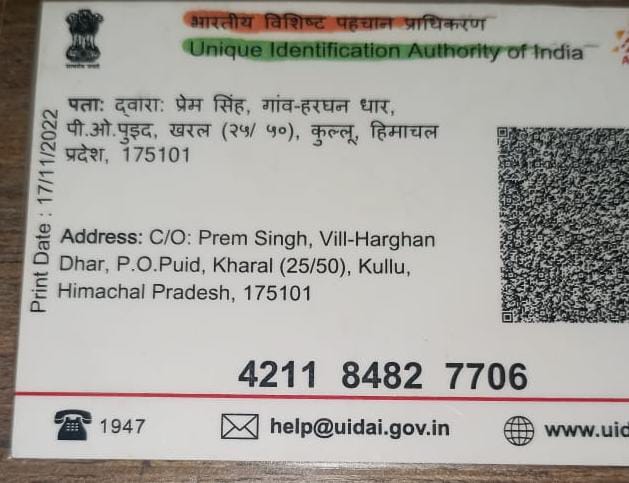 भारतीय विशिष्ट पहचान प्राधिकरण
Unique Identification Authority of India
पता: द्वारा: प्रेम सिंह, गांव-हरघन धार,
पी.ओ.पुइद, खरल (२५/ ५०), कुल्लू, हिमाचल
प्रदेश, 175101
Print Date : 17/11/2022
Address: C/O: Prem Singh, Vill-Harghan
Dhar, P.O.Puid, Kharal (25/50), Kullu,
Himachal Pradesh, 175101
4211 8482 7706
1947
help@uidai.gov.in
www.uid